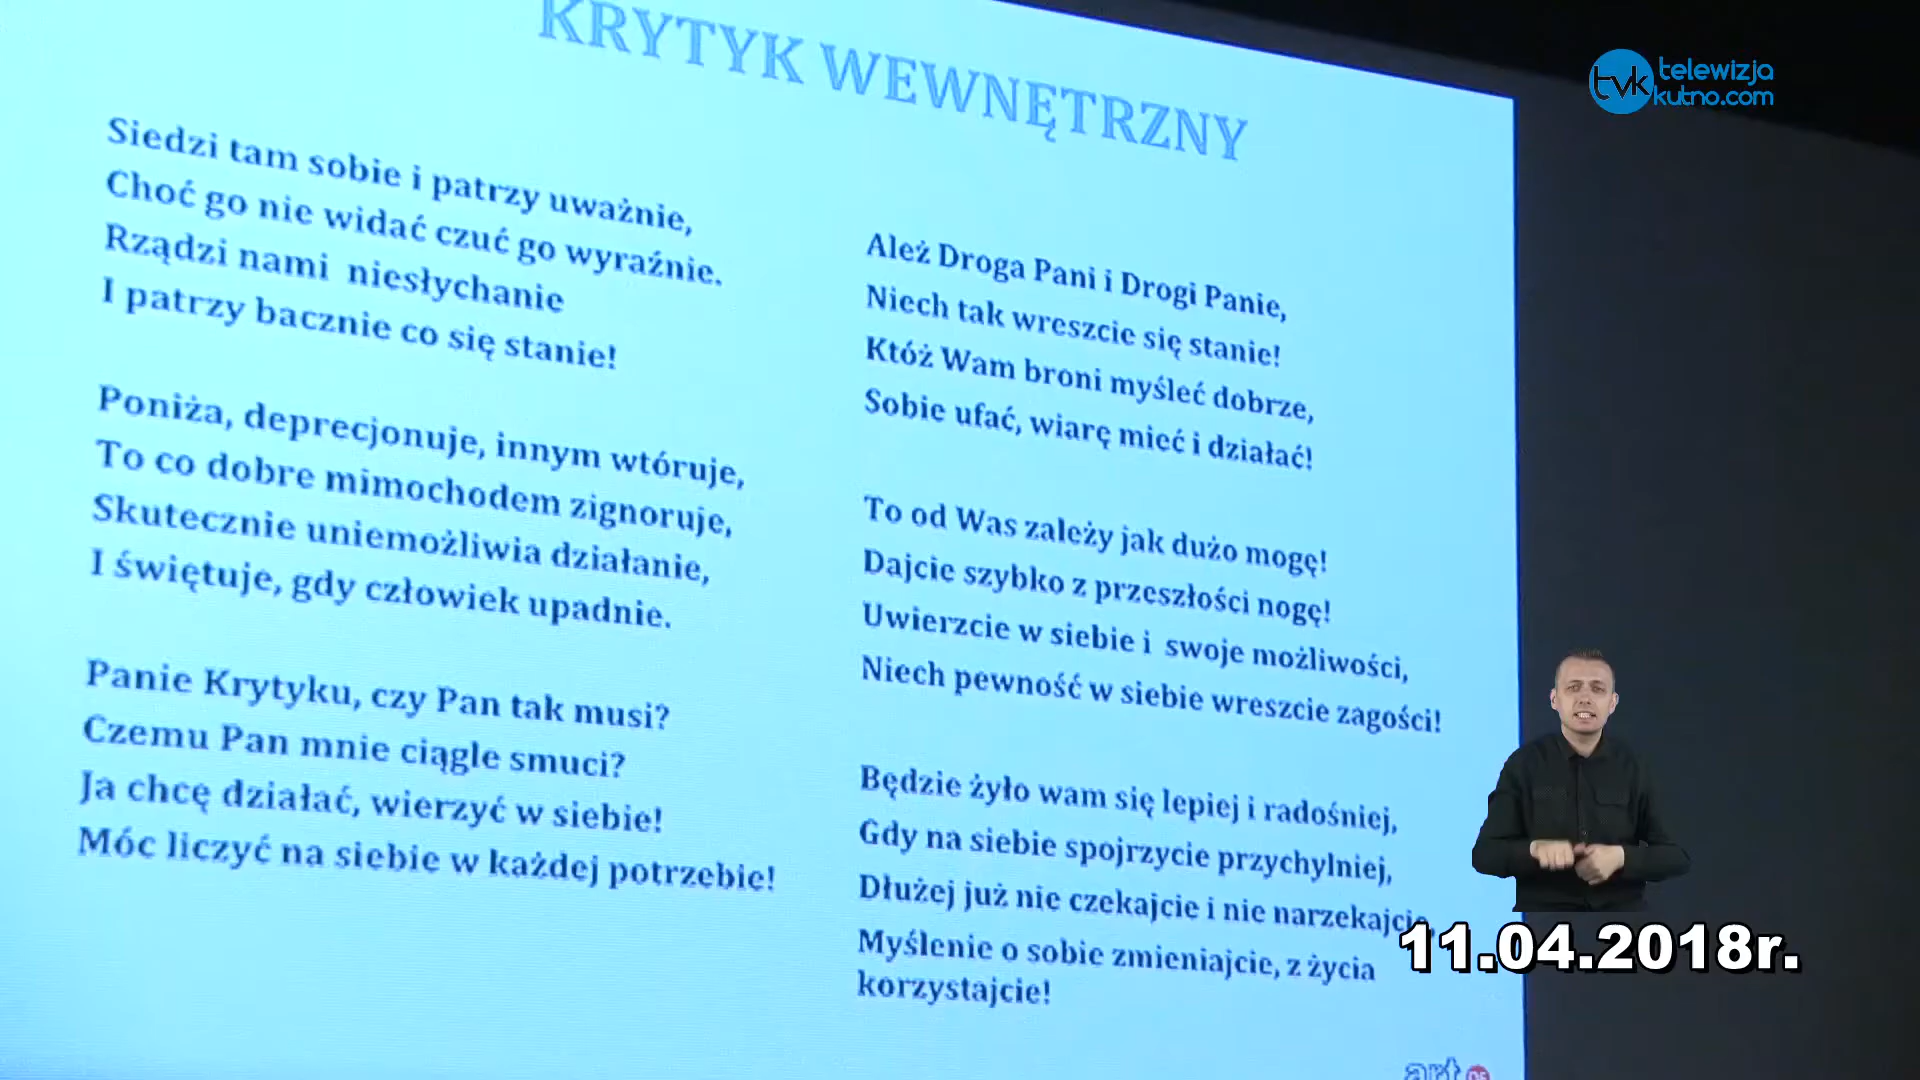 KRYTYK WEWNĘTRZNY
Siedzi tam sobie i patrzy uważnie,
Choć go nie widać czuć go wyraźnie.
Rządzi nami niesłychanie
I patrzy bacznie co się stanie!
Poniża, deprecjonuje, innym wtóruje,
To co dobre mimochodem zignoruje,
Skutecznie uniemożliwia działanie,
I świętuje, gdy człowiek upadnie.
Panie Krytyku, czy Pan tak musi?
Czemu Pan mnie ciągle smuci?
Ja chcę działać, wierzyć w siebie!
Móc liczyć na siebie w każdej potrzebie!
Ależ Droga Pani i Drogi Panie,
Niech tak wreszcie się stanie!
Któż Wam broni myśleć dobrze,
Sobie ufać, wiarę mieć i działać!
To od Was zależy jak dużo mogę!
Dajcie szybko z przeszłości nogę!
Uwierzcie w siebie i swoje możliwości,
Niech pewność w siebie wreszcie zagości!
Będzie żyło wam się lepiej i radośniej,
Gdy na siebie spojrzycie przychylniej,
Dłużej już nie czekajcie i nie narzekajcie,
Myślenie o sobie zmieniajcie, z życia
korzystajcie!
tvk telewizja
kutno.com
11.04.2018r.
art